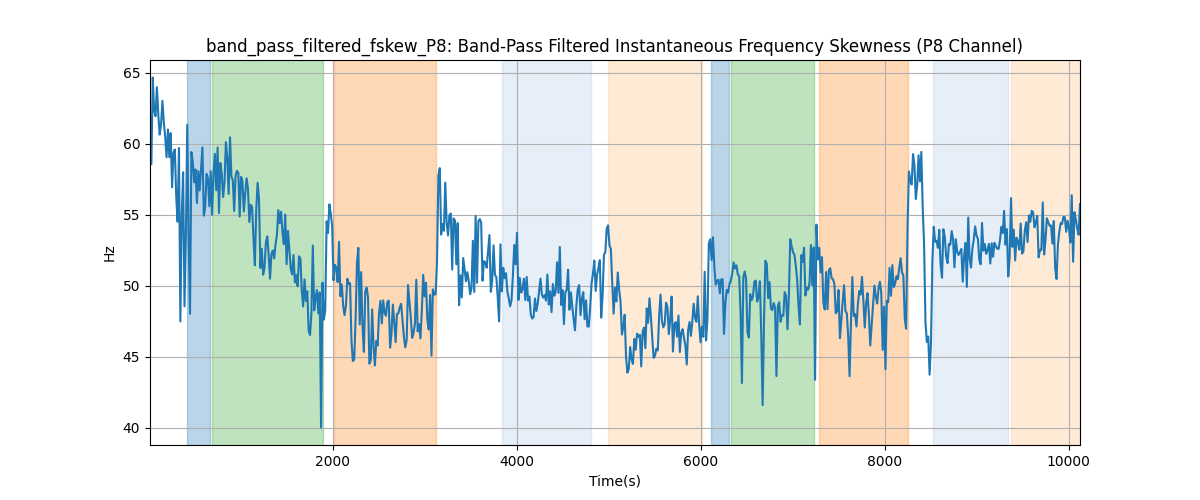 band_pass_filtered_fskew_P8: Band-Pass Filtered Instantaneous Frequency Skewness (P8 Channel)
65
60
55
50
45
40
Hz
2000 4000 6000 8000 10000
Time(s)